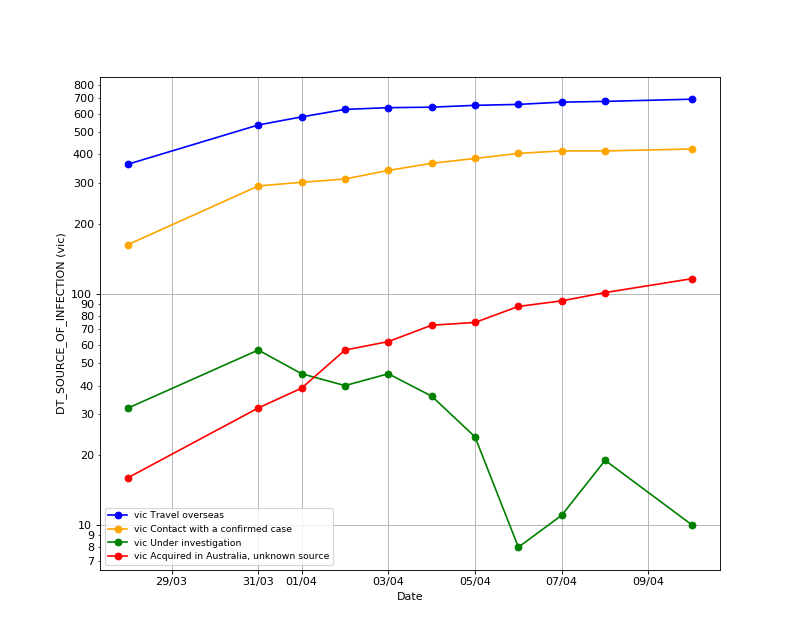 DT_SOURCE_OF_INFECTION (vic)
800
700
600
500
400
300
200
100
90
80
70
60
50
40
30
20
10
9
8
7
vic Travel overseas
vic Contact with a confirmed case
vic Under investigation
vic Acquired in Australia, unknown source
29/03 31/03 01/04 03/04 05/04 07/04 09/04
Date